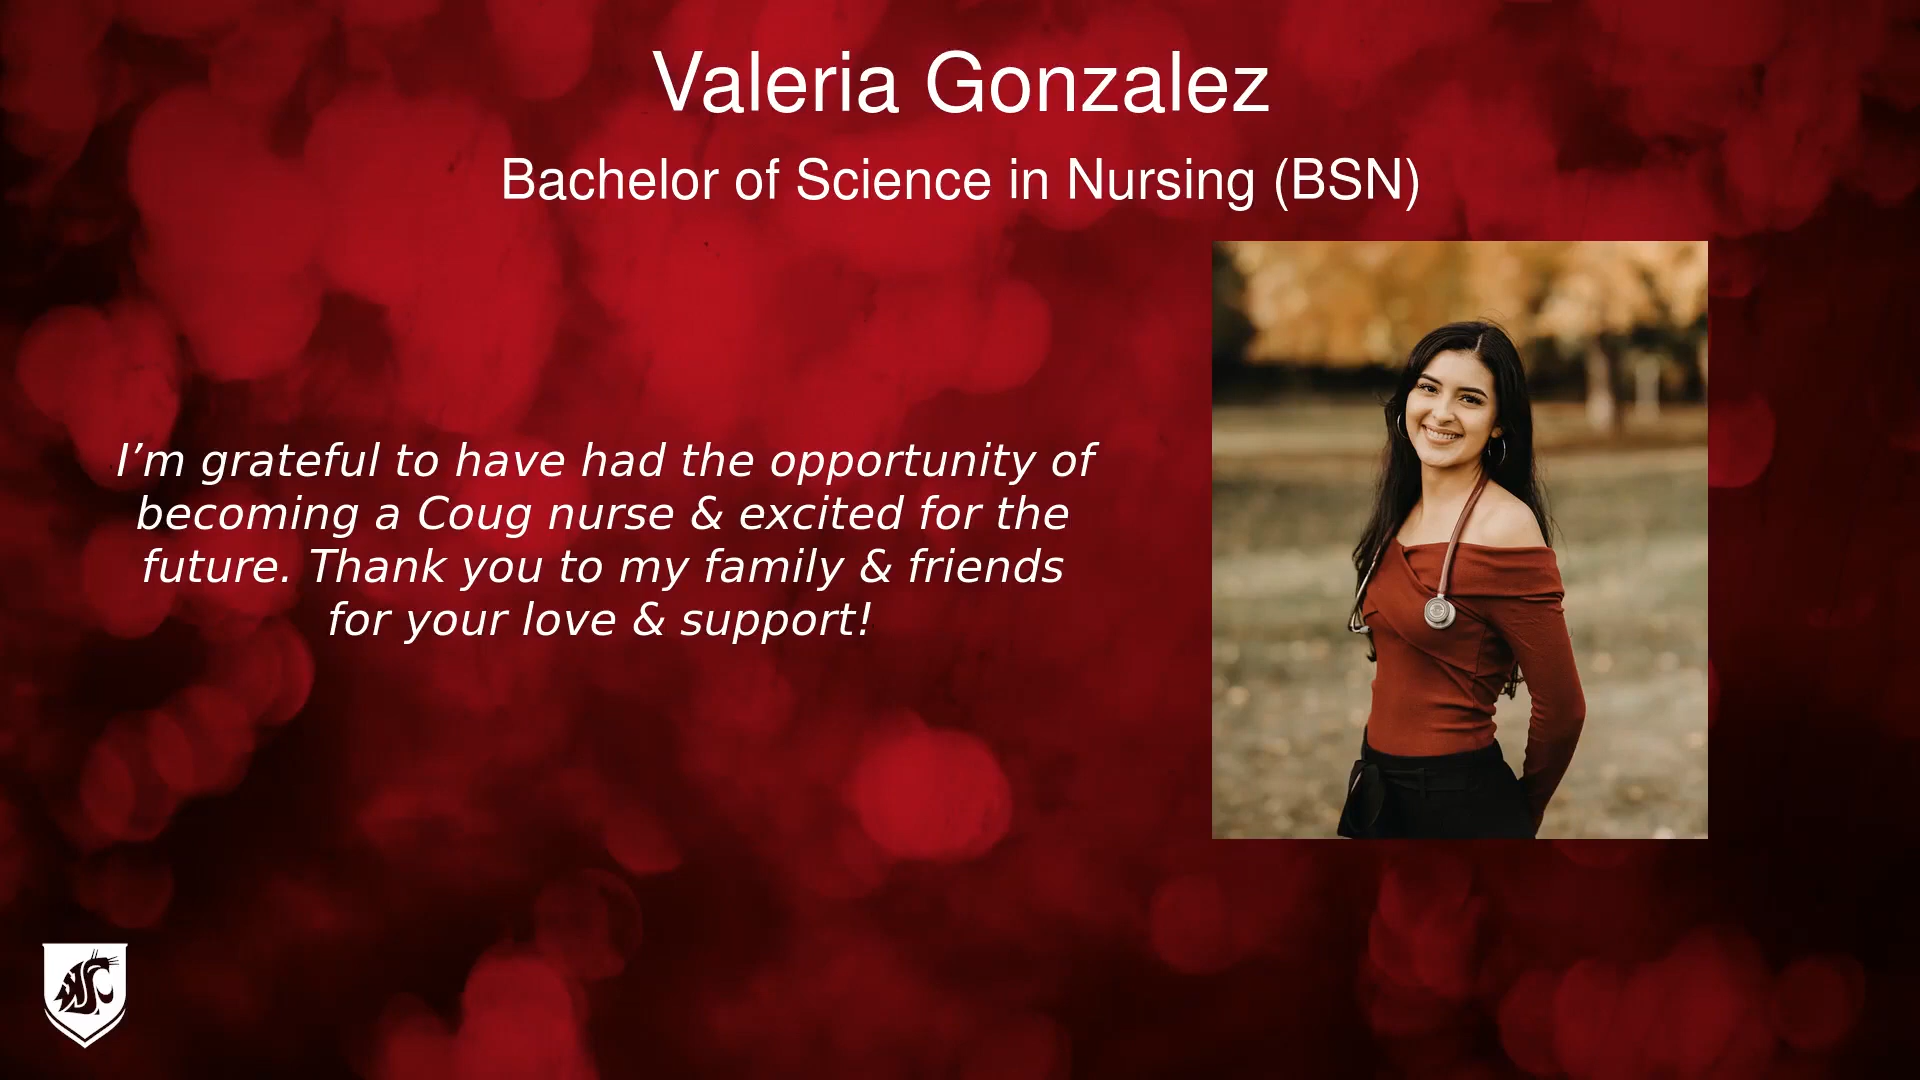 Valeria Gonzalez
Bachelor of Science in Nursing (BSN)
I’m grateful to have had the opportunity of
becoming a Coug nurse & excited for the
future. Thank you to my family & friends
for your love & support!